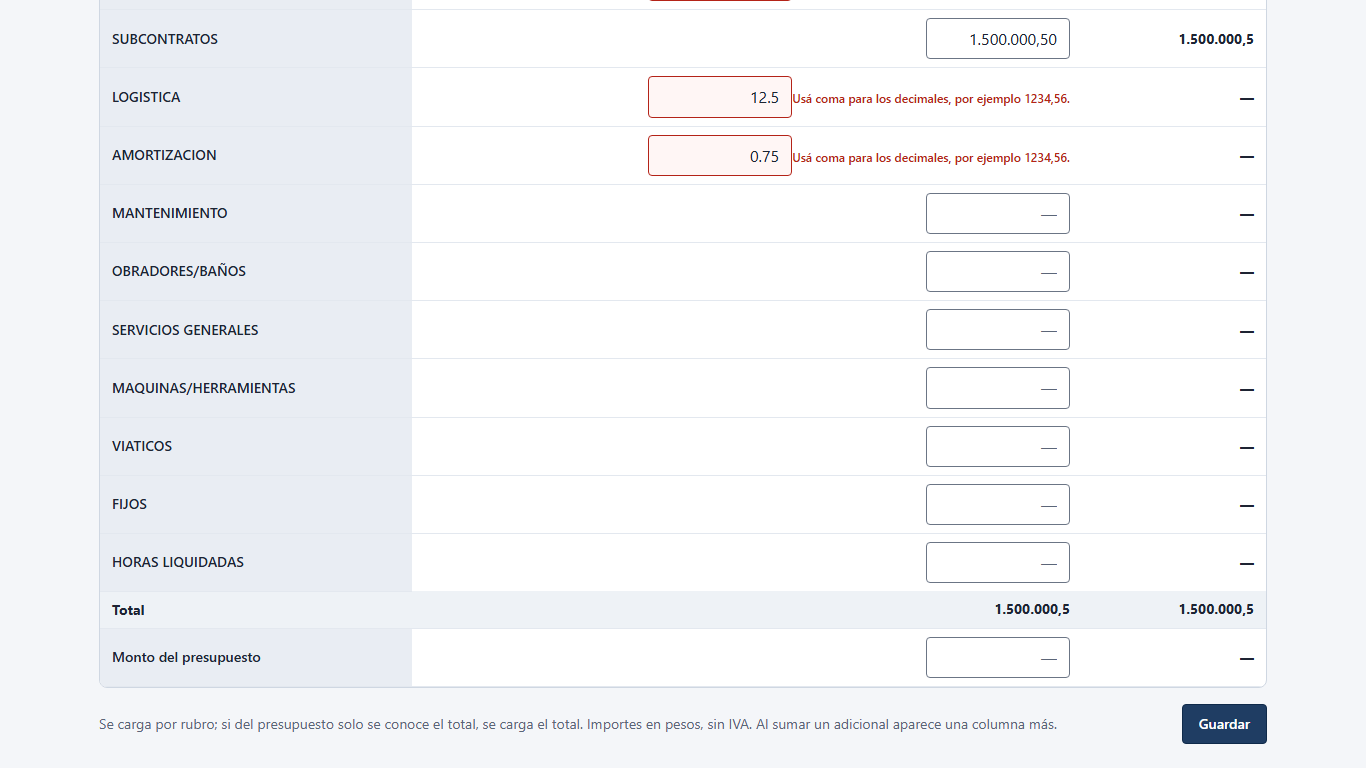 SUBCONTRATOS 1.500.000,50 1.500.000,5
LOGISTICA 12.5 Usá coma para los decimales, por ejemplo 1234,56. —
AMORTIZACION 0.75 Usá coma para los decimales, por ejemplo 1234,56. —
MANTENIMIENTO — —
OBRADORES/BAÑOS — —
SERVICIOS GENERALES — —
MAQUINAS/HERRAMIENTAS — —
VIATICOS — —
FIJOS — —
HORAS LIQUIDADAS — —
Total 1.500.000,5 1.500.000,5
Monto del presupuesto — —
Se carga por rubro; si del presupuesto solo se conoce el total, se carga el total. Importes en pesos, sin IVA. Al sumar un adicional aparece una columna más. Guardar